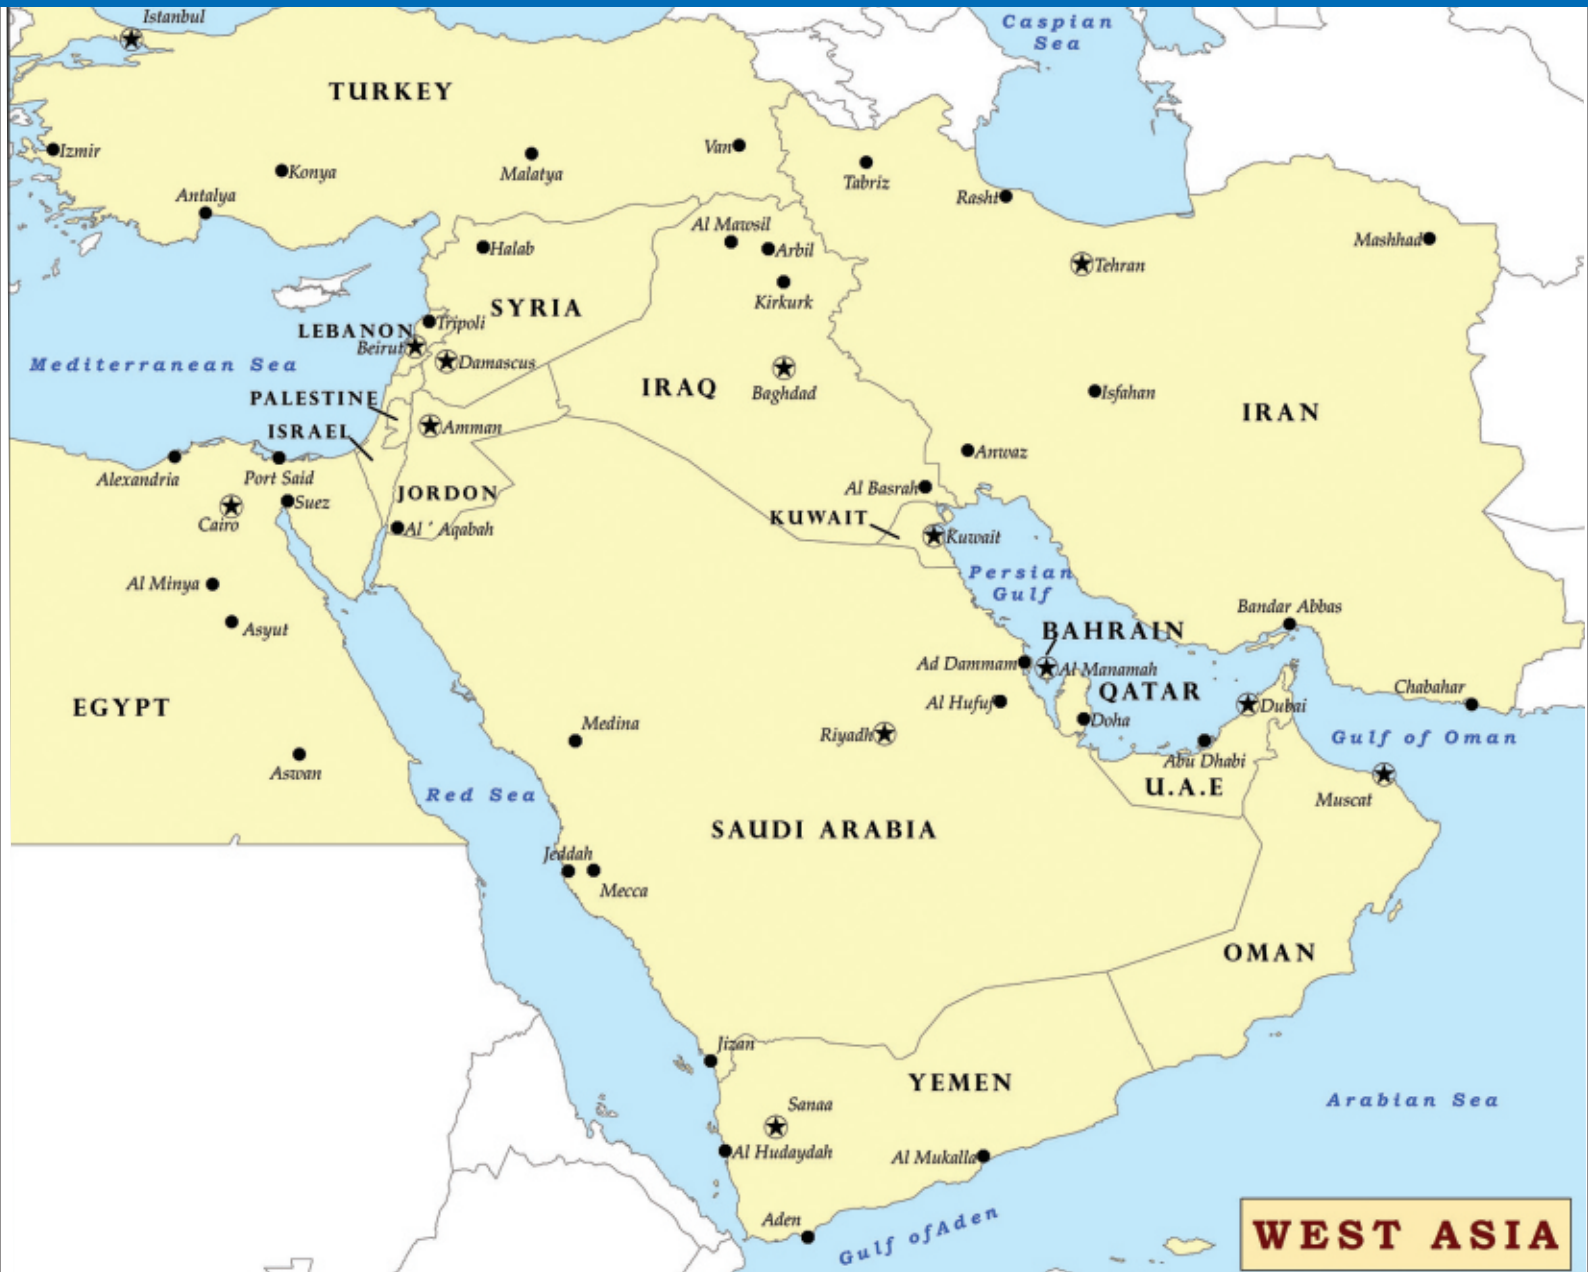 Istanbul
Caspian
Sea
TURKEY
Izmir
Konya
Malatya
Van
Tabriz
Antalya
Rasht
Al Mawsil
Arbil
Halab
Mashhad
Tehran
Kirkurk
SYRIA
Tripoli
LEBANON
Beirut
Damascus
Mediterranean Sea
IRAQ
Baghdad
Isfahan
PALESTINE
IRAN
ISRAEL
Amman
Anwaz
Alexandria
Port Said
Suez
JORDON
Al Basrah
Cairo
Al ' Aqabah
KUWAIT
Kuwait
Persian
Gulf
Al Minya
Asyut
Bandar Abbas
BAHRAIN
Ad Dammam
Al Manamah
QATAR
Chabahar
Al Hufuf
EGYPT
Dubai
Doha
Medina
Riyadh
Gulf of Oman
Abu Dhabi
Aswan
U.A.E
Red Sea
Muscat
SAUDI ARABIA
Jeddah
Mecca
OMAN
Jizan
YEMEN
Sanaa
Arabian Sea
Al Hudaydah
Al Mukalla
Aden
Gulf ofAden
WEST ASIA